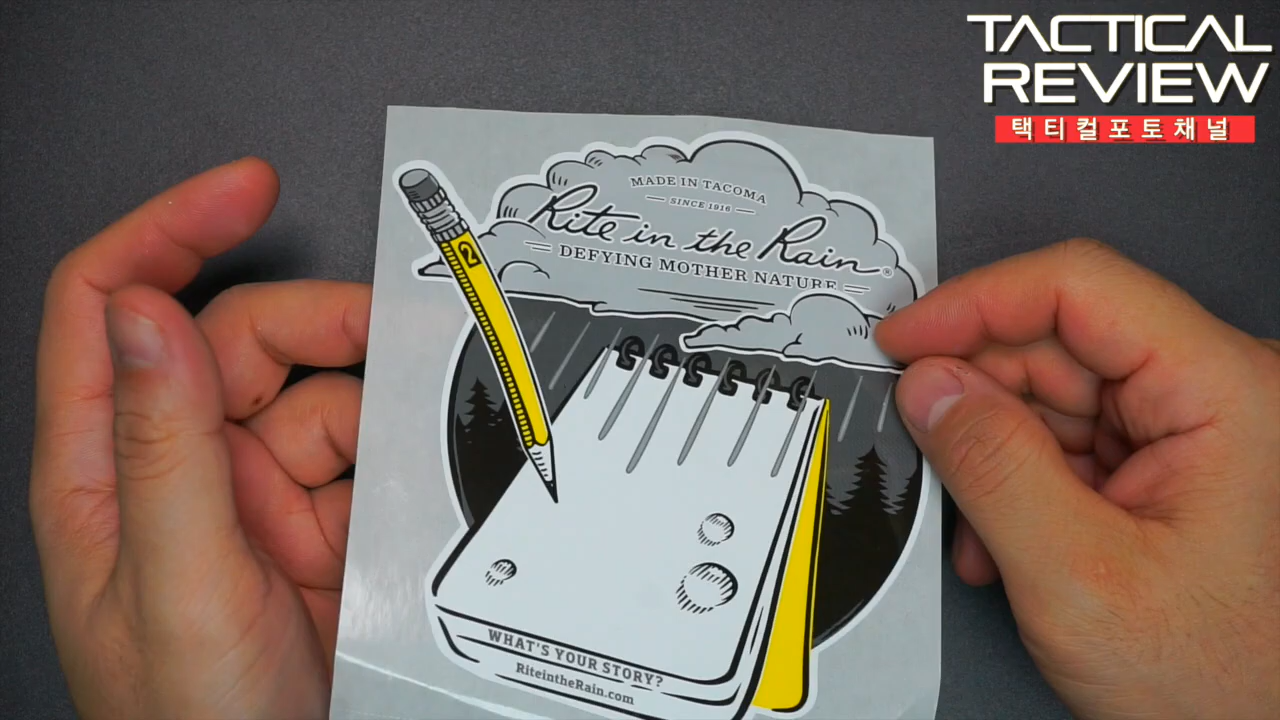 TACTICAL
REVIEW
택티컬포토채널
MADE IN TACOMA
SINCE 1916
Rite in the Rain®
DEFYING MOTHER NATURE
2
WHAT'S YOUR STORY?
RiteintheRain.com